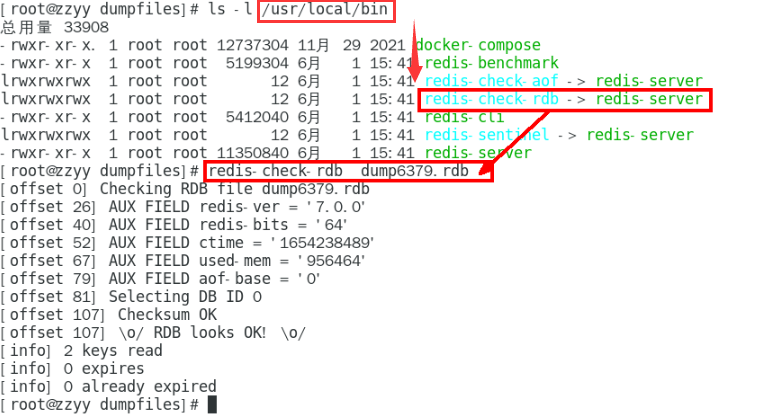 [root@zzyy dumpfiles]# ls -l /usr/local/bin
总用量 33908
-rwxr-xr-x. 1 root root 12737304 11月 29 2021 docker-compose
-rwxr-xr-x 1 root root 5199304 6月 1 15:41 redis-benchmark
lrwxrwxrwx 1 root root 12 6月 1 15:41 redis-check-aof -> redis-server
lrwxrwxrwx 1 root root 12 6月 1 15:41 redis-check-rdb -> redis-server
-rwxr-xr-x 1 root root 5412040 6月 1 15:41 redis-cli
lrwxrwxrwx 1 root root 12 6月 1 15:41 redis-sentinel -> redis-server
-rwxr-xr-x 1 root root 11350840 6月 1 15:41 redis-server
[root@zzyy dumpfiles]# redis-check-rdb dump6379.rdb
[offset 0] Checking RDB file dump6379.rdb
[offset 26] AUX FIELD redis-ver = '7.0.0'
[offset 40] AUX FIELD redis-bits = '64'
[offset 52] AUX FIELD ctime = '1654238489'
[offset 67] AUX FIELD used-mem = '956464'
[offset 79] AUX FIELD aof-base = '0'
[offset 81] Selecting DB ID 0
[offset 107] Checksum OK
[offset 107] \o/ RDB looks OK! \o/
[info] 2 keys read
[info] 0 expires
[info] 0 already expired
[root@zzyy dumpfiles]#